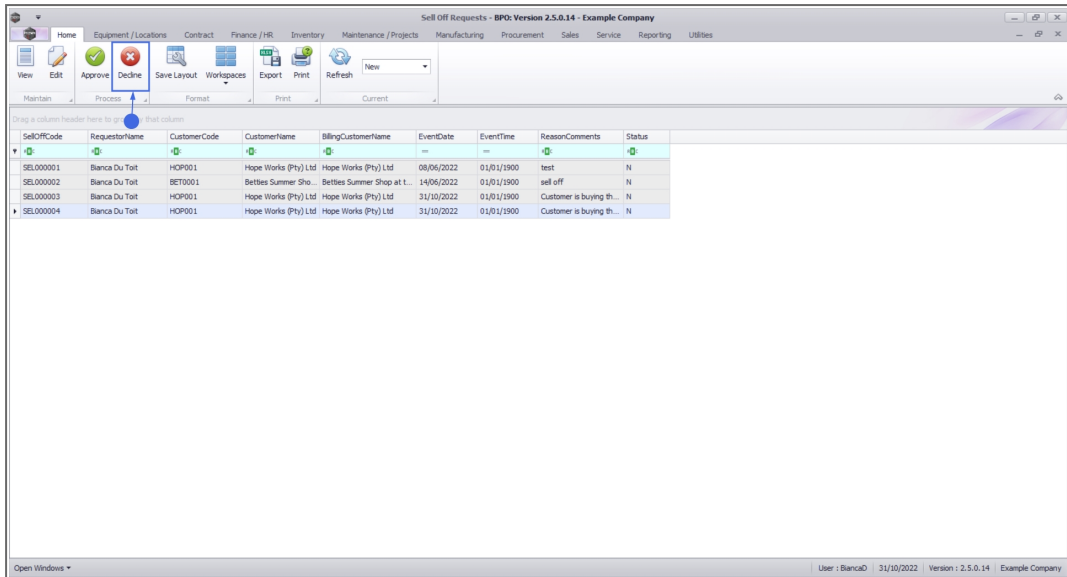 Sell Off Requests - BPO: Version 2.5.0.14 - Example Company
Home Equipment / Locations Contract Finance / HR Inventory Maintenance / Projects Manufacturing Procurement Sales Service Reporting Utilities
View Edit Approve Decline Save Layout Workspaces Export Print Refresh New
Maintain Process Format Print Current
Drag a column header here to that column
SellOffCode RequestorName CustomerCode CustomerName BillingCustomerName EventDate EventTime ReasonComments Status
SEL000001 Bianca Du Toit HOP001 Hope Works (Pty) Ltd Hope Works (Pty) Ltd 08/06/2022 01/01/1900 test N
SEL000002 Bianca Du Toit BET0001 Betties Summer Sho... Betties Summer Shop at t... 14/06/2022 01/01/1900 sell off N
SEL000003 Bianca Du Toit HOP001 Hope Works (Pty) Ltd Hope Works (Pty) Ltd 31/10/2022 01/01/1900 Customer is buying th... N
SEL000004 Bianca Du Toit HOP001 Hope Works (Pty) Ltd Hope Works (Pty) Ltd 31/10/2022 01/01/1900 Customer is buying th... N
Open Windows User : BiancaD 31/10/2022 Version : 2.5.0.14 Example Company